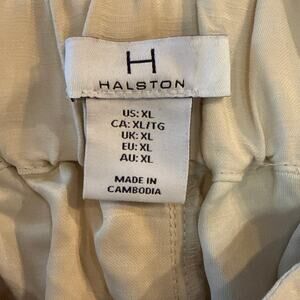 H
HALSTON
US: XL
CA: XL/TG
UK: XL
EU: XL
AU: XL
MADE IN
CAMBODIA